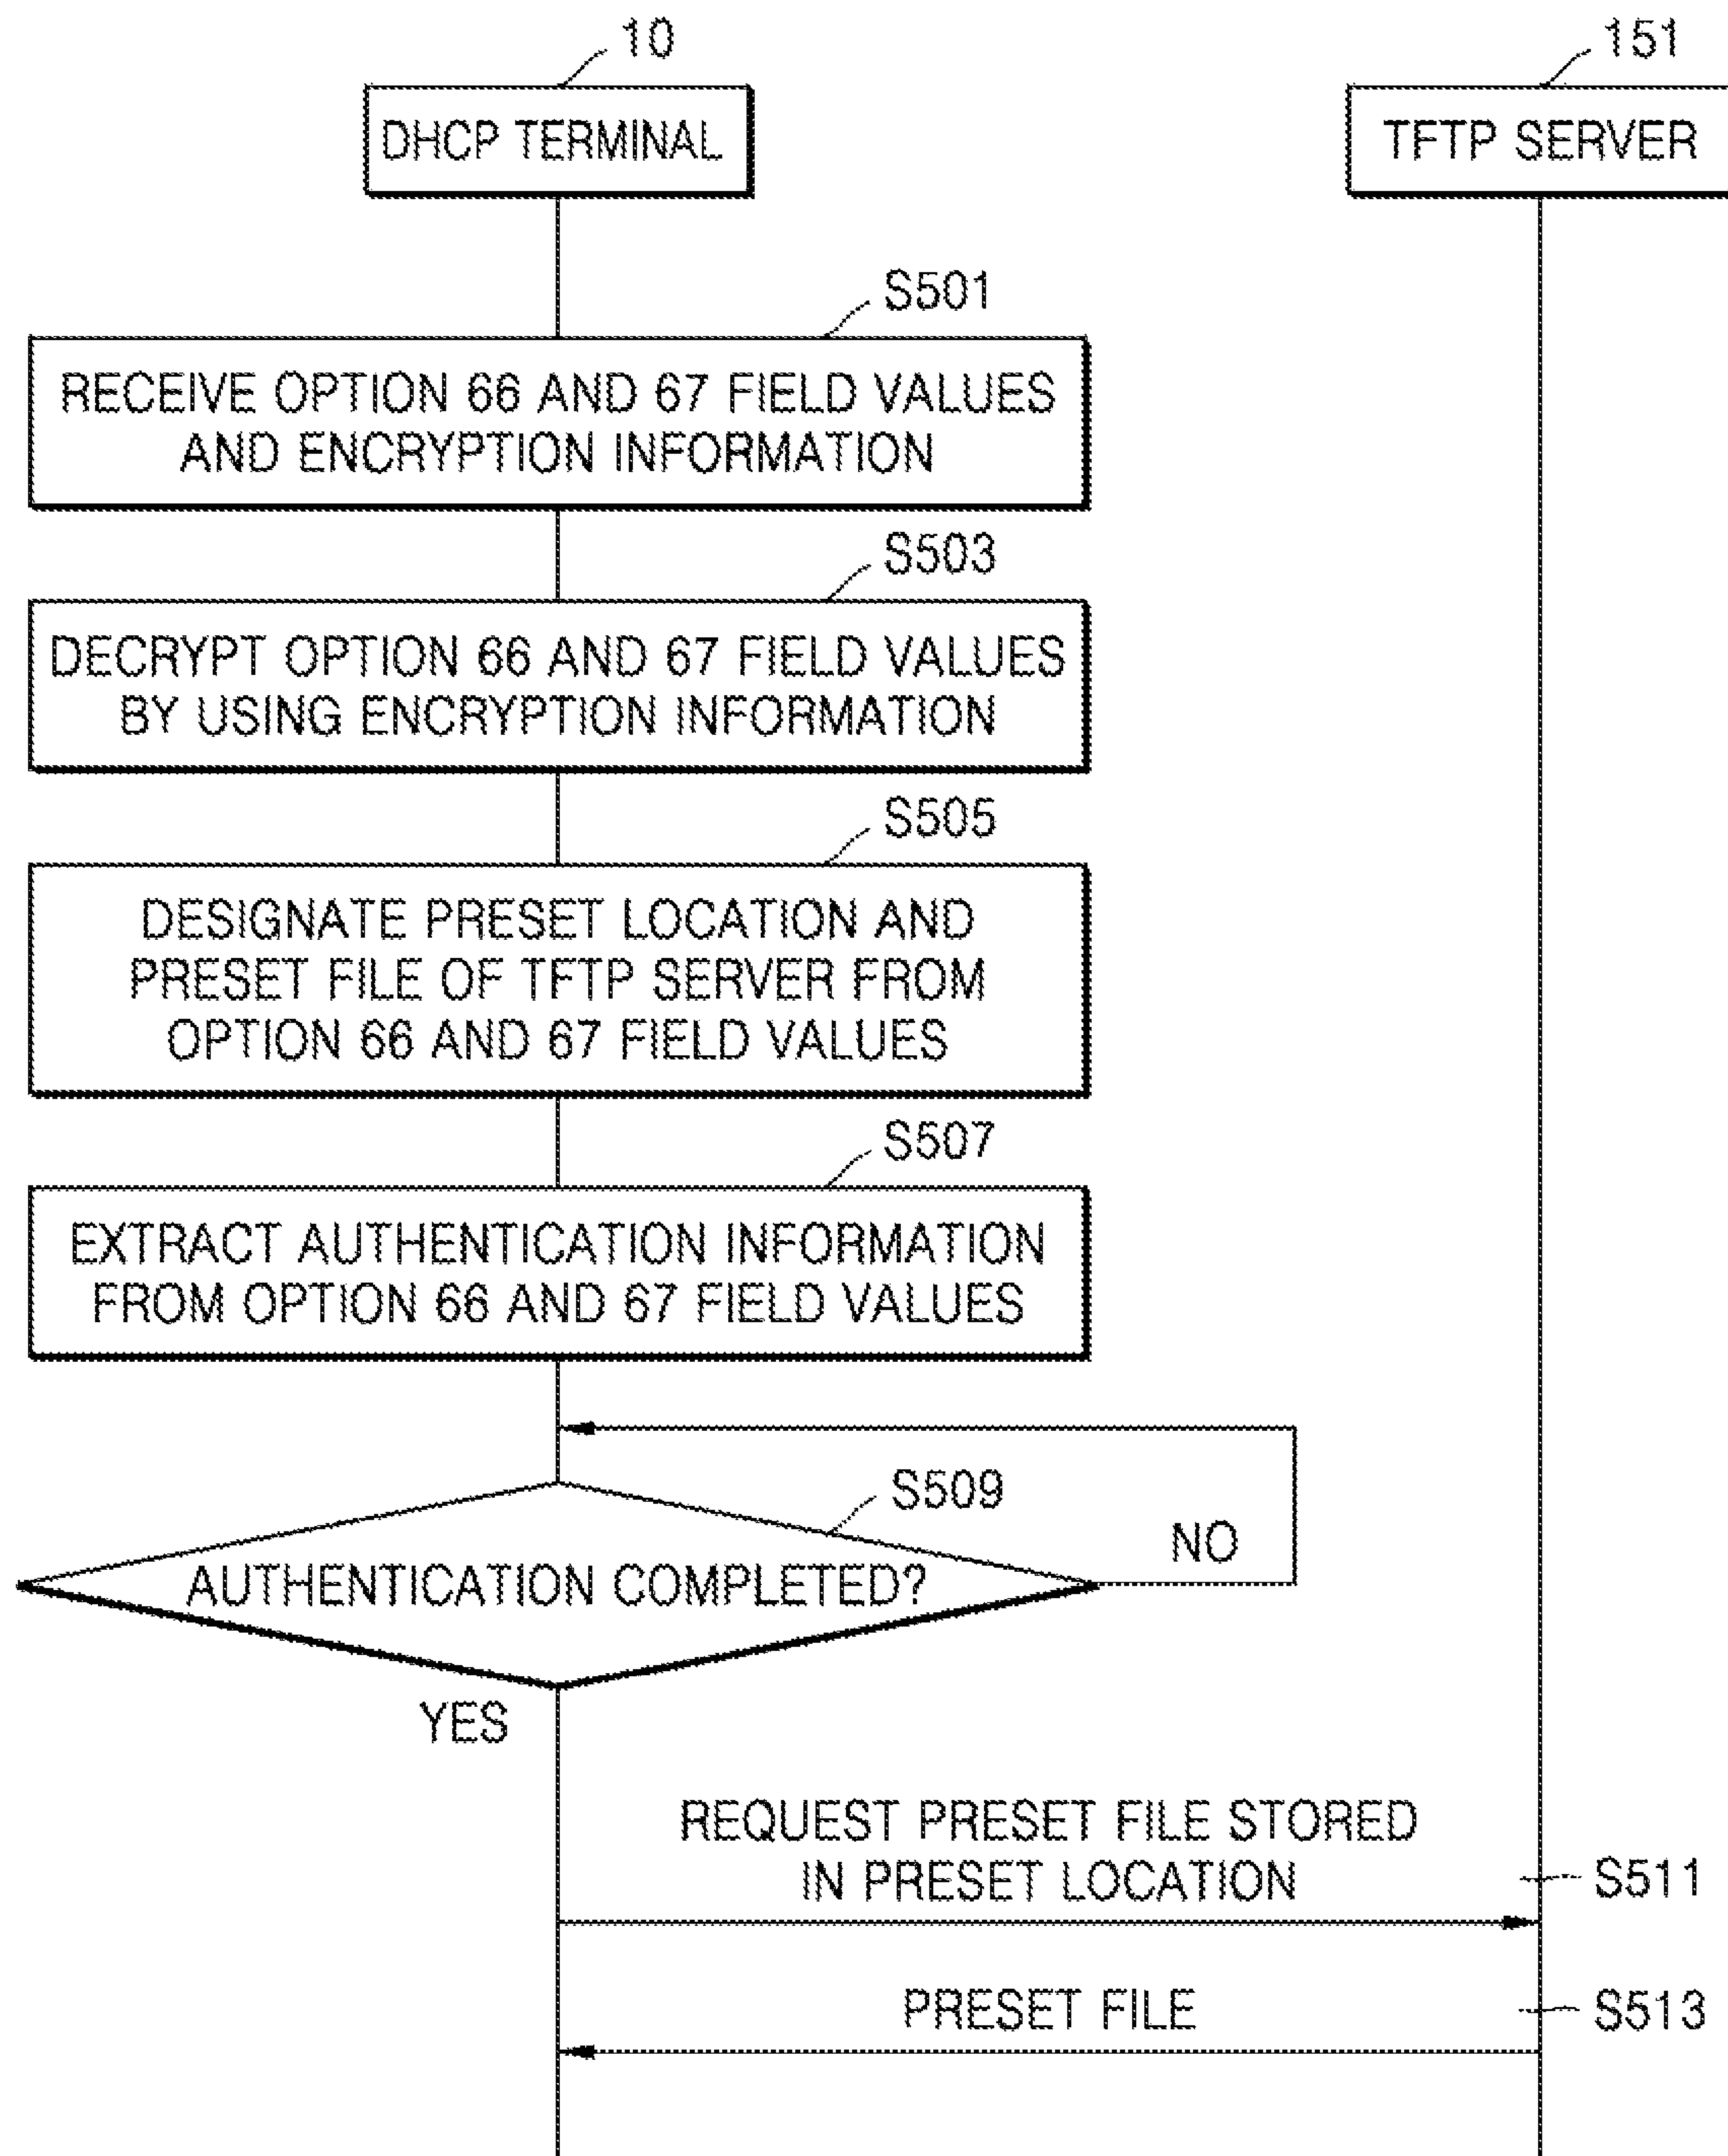 10
151
DHCP TERMINAL
TFTP SERVER
S501
RECEIVE OPTION 66 AND 67 FIELD VALUES
AND ENCRYPTION INFORMATION
S503
DECRYPT OPTION 66 AND 67 FIELD VALUES
BY USING ENCRYPTION INFORMATION
S505
DESIGNATE PRESET LOCATION AND
PRESET FILE OF TFTP SERVER FROM
OPTION 66 AND 67 FIELD VALUES
S507
EXTRACT AUTHENTICATION INFORMATION
FROM OPTION 66 AND 67 FIELD VALUES
S509
NO
AUTHENTICATION COMPLETED?
YES
REQUEST PRESET FILE STORED
IN PRESET LOCATION
S511
PRESET FILE
S513